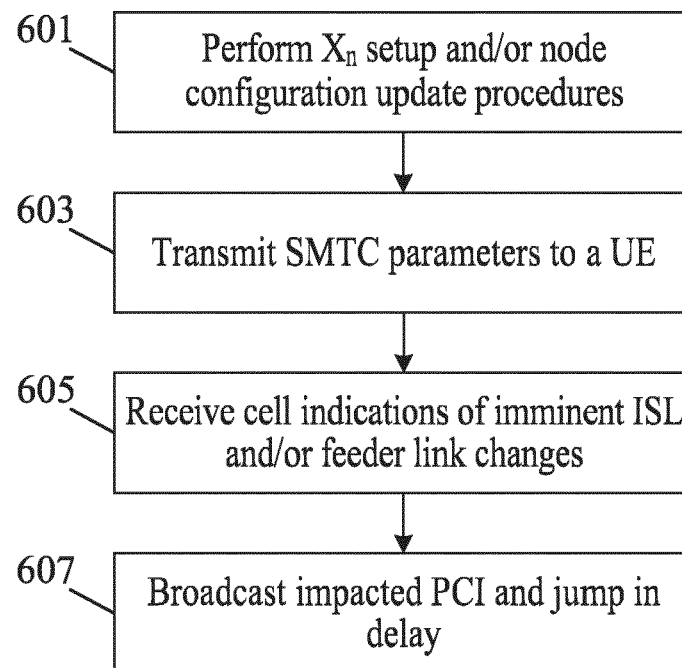 601
Perform Xn setup and/or node
configuration update procedures
603
Transmit SMTC parameters to a UE
605
Receive cell indications of imminent ISL
and/or feeder link changes
607
Broadcast impacted PCI and jump in
delay